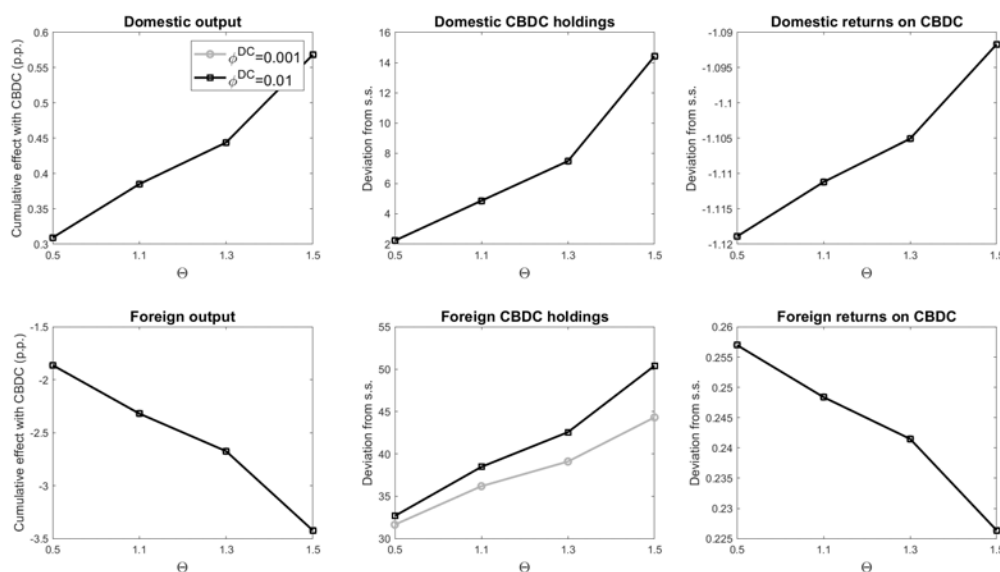 Domestic output
Cumulative effect with CBDC (p.p.)
0.6
0.55
0.5
0.45
0.4
0.35
0.3
ϕ^DC=0.001
ϕ^DC=0.01
0.5 1.1 1.3 1.5
Θ
Domestic CBDC holdings
Deviation from s.s.
16
14
12
10
8
6
4
2
0.5 1.1 1.3 1.5
Θ
Domestic returns on CBDC
Deviation from s.s.
-1.09
-1.095
-1.1
-1.105
-1.11
-1.115
-1.12
0.5 1.1 1.3 1.5
Θ
Foreign output
Cumulative effect with CBDC (p.p.)
-1.5
-2
-2.5
-3
-3.5
0.5 1.1 1.3 1.5
Θ
Foreign CBDC holdings
Deviation from s.s.
55
50
45
40
35
30
0.5 1.1 1.3 1.5
Θ
Foreign returns on CBDC
Deviation from s.s.
0.26
0.255
0.25
0.245
0.24
0.235
0.23
0.225
0.5 1.1 1.3 1.5
Θ